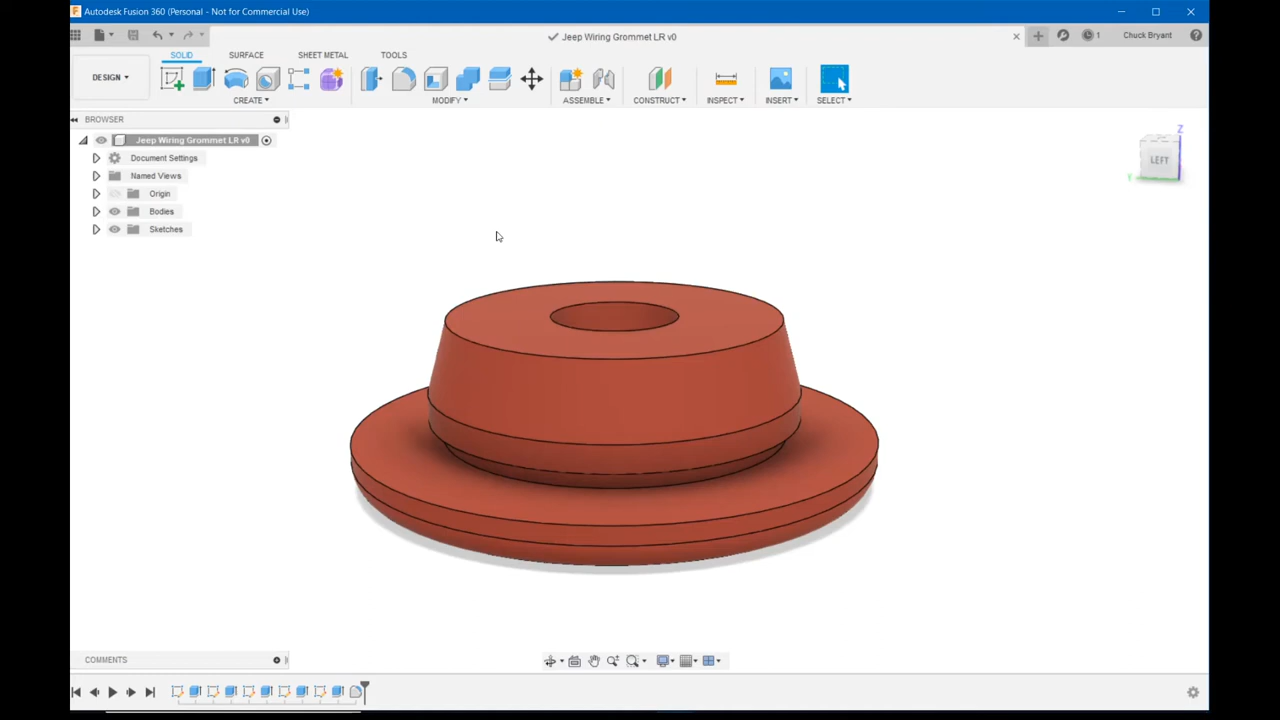 Autodesk Fusion 360 (Personal - Not for Commercial Use)
Jeep Wiring Grommet LR v0
1
Chuck Bryant
DESIGN
SOLID
SURFACE
SHEET METAL
TOOLS
CREATE
MODIFY
ASSEMBLE
CONSTRUCT
INSPECT
INSERT
SELECT
BROWSER
Jeep Wiring Grommet LR v0
Document Settings
Named Views
Origin
Bodies
Sketches
Z
LEFT
Y
COMMENTS